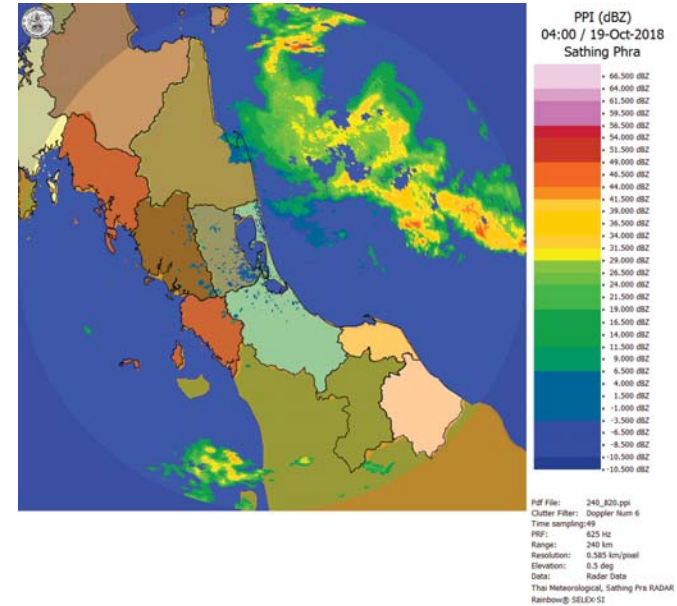 PPI (dBZ)
04:00 / 19-Oct-2018
Sathing Phra
66.500 dBZ
64.000 dBZ
61.500 dBZ
59.500 dBZ
56.500 dBZ
54.000 dBZ
51.500 dBZ
49.000 dBZ
46.500 dBZ
44.000 dBZ
41.500 dBZ
39.000 dBZ
36.500 dBZ
34.000 dBZ
31.500 dBZ
29.000 dBZ
26.500 dBZ
24.000 dBZ
21.500 dBZ
19.000 dBZ
16.500 dBZ
14.000 dBZ
11.500 dBZ
9.000 dBZ
6.500 dBZ
4.000 dBZ
1.500 dBZ
-1.000 dBZ
-3.500 dBZ
-6.500 dBZ
-8.500 dBZ
-10.500 dBZ
-10.500 dBZ
Pdf File: 240_820.ppi
Clutter Filter: Doppler Num 6
Time sampling:49
PRF: 625 Hz
Range: 240 km
Resolution: 0.585 km/pixel
Elevation: 0.5 deg
Data: Radar Data
Thai Meteorological, Sathing Pra RADAR
Rainbow® SELEX-SI